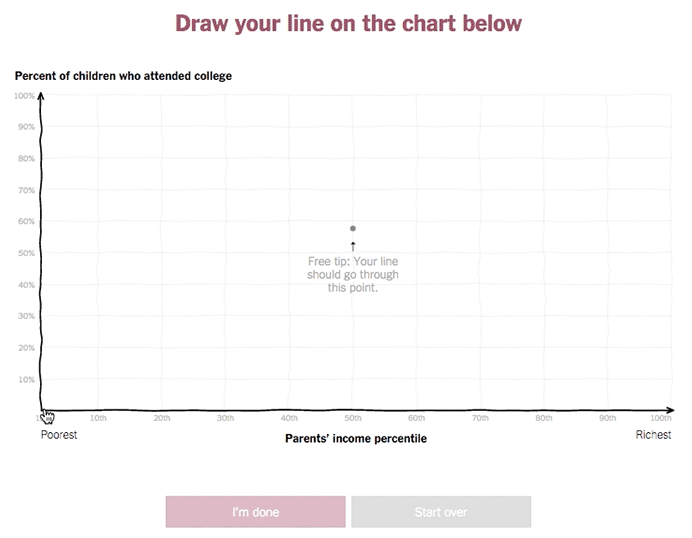 Draw your line on the chart below
Percent of children who attended college
100%
90%
80%
70%
60%
50%
40%
30%
20%
10%
Free tip: Your line
should go through
this point.
10th 20th 30th 40th 50th 60th 70th 80th 90th 100th
Poorest Parents' income percentile Richest
I'm done Start over